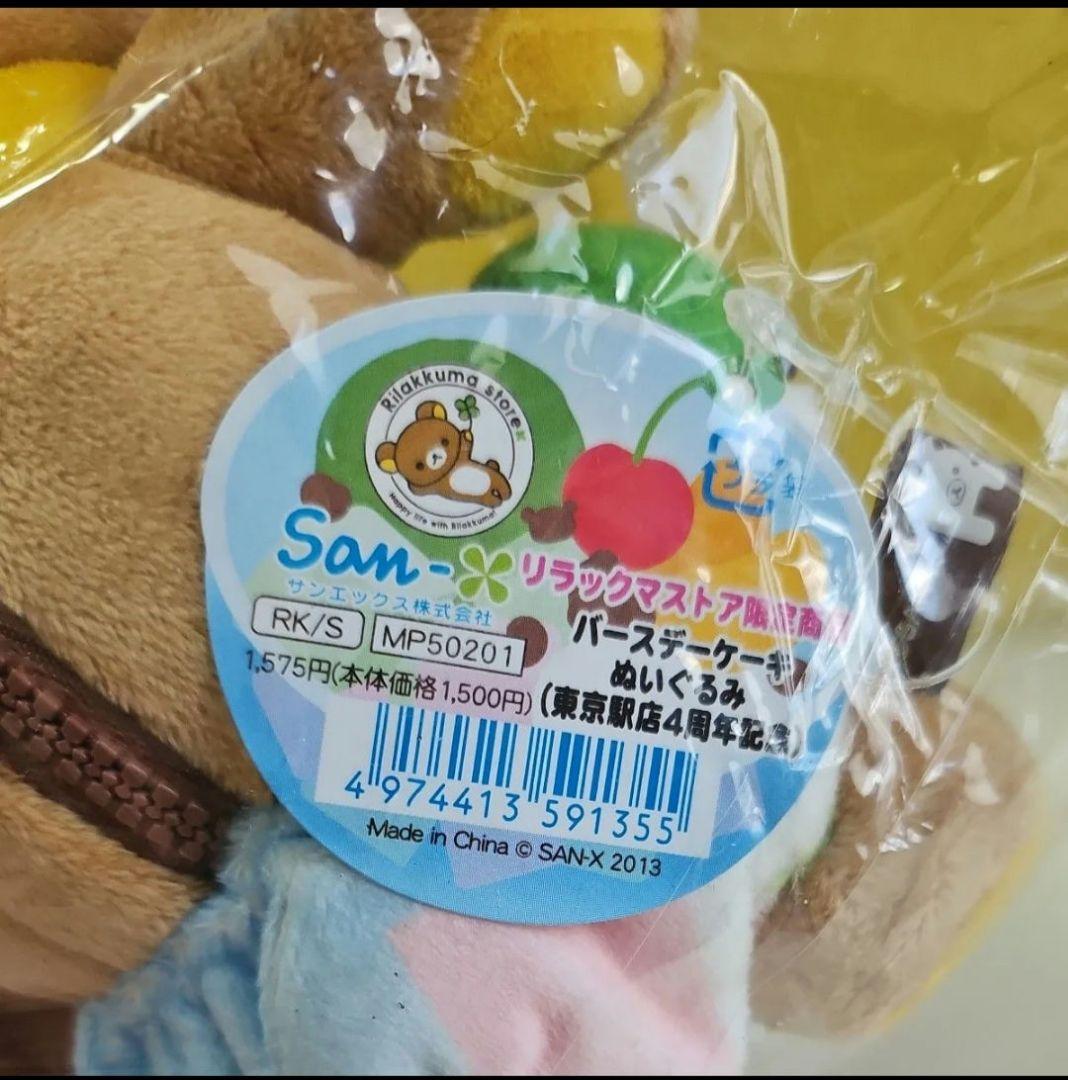 Rilakkuma store
Happy life with Rilakkuma
San-
サンエックス株式会社
リラックマストア限定商品
RK/S
MP50201
バースデーケーキ
ぬいぐるみ
1,575円(本体価格1,500円)
(東京駅店4周年記念)
4 974413 591355
Made in China © SAN-X 2013